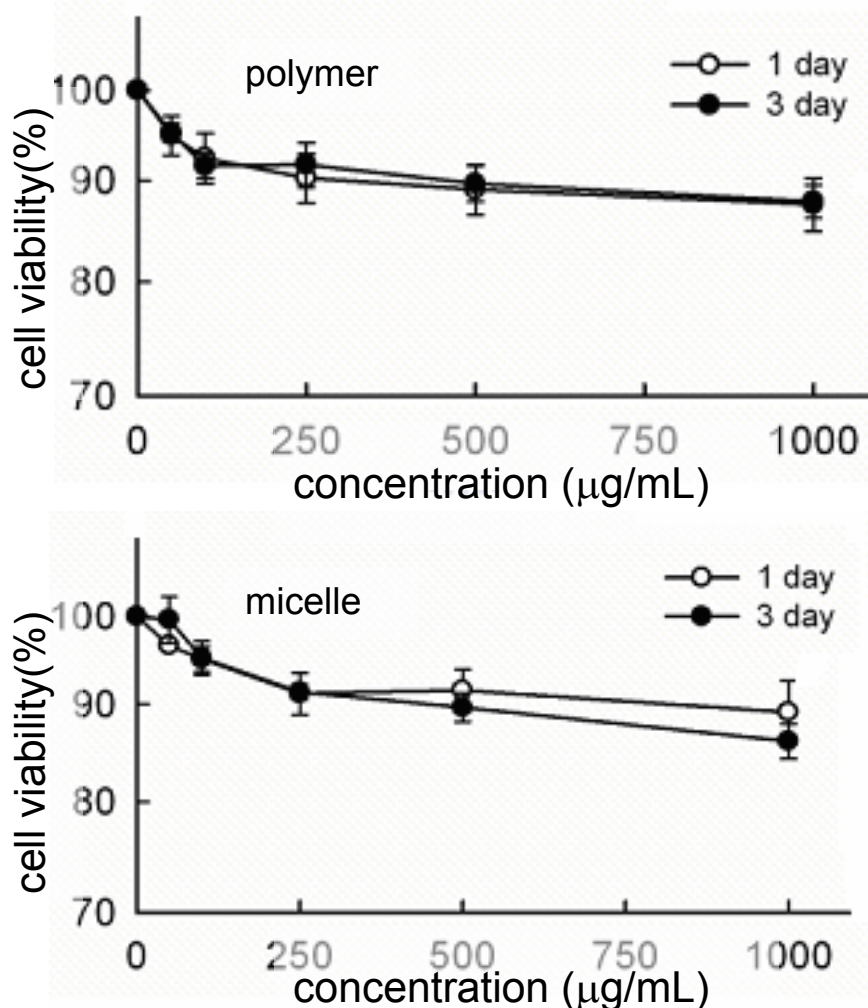 polymer
1 day
3 day
100
90
80
70
cell viability(%)
0 250 500 750 1000
concentration (μg/mL)
micelle
1 day
3 day
100
90
80
70
cell viability(%)
0 250 500 750 1000
concentration (μg/mL)